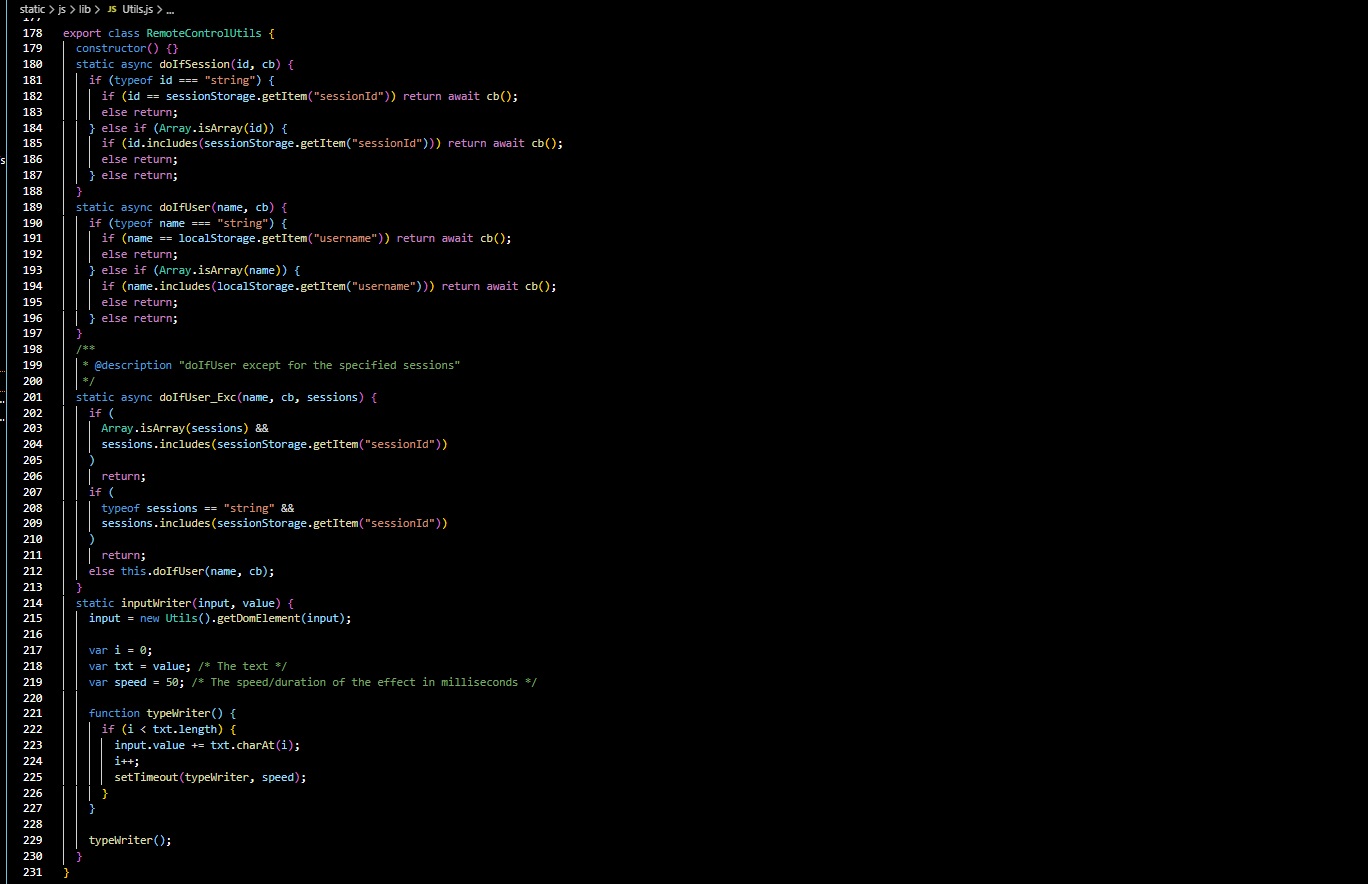 static > js > lib > JS Utils.js > ...
177
178 export class RemoteControlUtils {
179 constructor() {}
180 static async doIfSession(id, cb) {
181 if (typeof id === "string") {
182 if (id == sessionStorage.getItem("sessionId")) return await cb();
183 else return;
184 } else if (Array.isArray(id)) {
185 if (id.includes(sessionStorage.getItem("sessionId"))) return await cb();
186 else return;
187 } else return;
188 }
189 static async doIfUser(name, cb) {
190 if (typeof name === "string") {
191 if (name == localStorage.getItem("username")) return await cb();
192 else return;
193 } else if (Array.isArray(name)) {
194 if (name.includes(localStorage.getItem("username"))) return await cb();
195 else return;
196 } else return;
197 }
198 /**
199 * @description "doIfUser except for the specified sessions"
200 */
201 static async doIfUser_Exc(name, cb, sessions) {
202 if (
203 Array.isArray(sessions) &&
204 sessions.includes(sessionStorage.getItem("sessionId"))
205 )
206 return;
207 if (
208 typeof sessions == "string" &&
209 sessions.includes(sessionStorage.getItem("sessionId"))
210 )
211 return;
212 else this.doIfUser(name, cb);
213 }
214 static inputWriter(input, value) {
215 input = new Utils().getDomElement(input);
216
217 var i = 0;
218 var txt = value; /* The text */
219 var speed = 50; /* The speed/duration of the effect in milliseconds */
220
221 function typeWriter() {
222 if (i < txt.length) {
223 input.value += txt.charAt(i);
224 i++;
225 setTimeout(typeWriter, speed);
226 }
227 }
228
229 typeWriter();
230 }
231 }